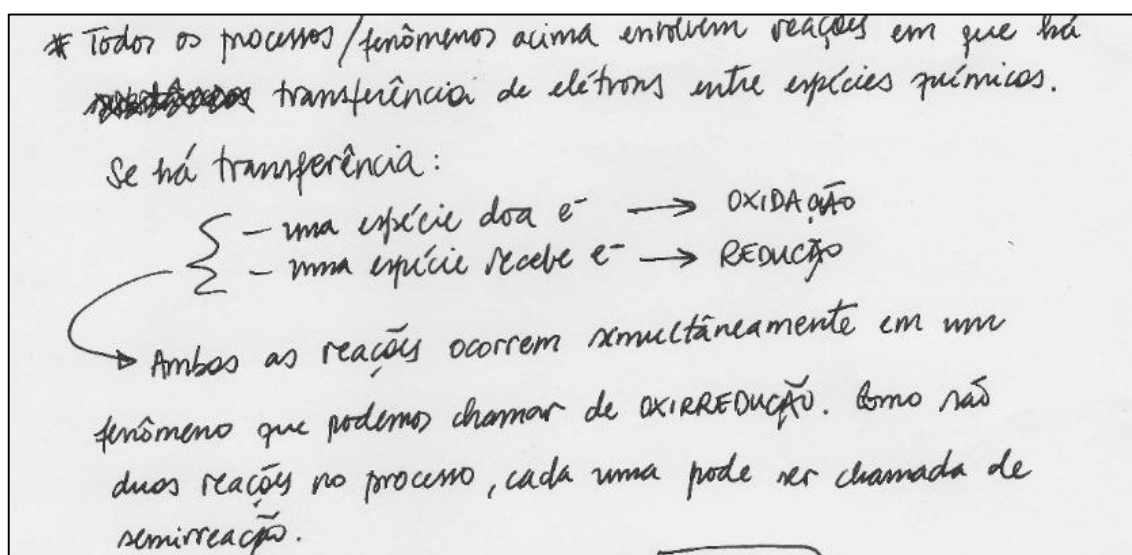 * Todos os processos/fenômenos acima envolvem reações em que há
transferência de elétrons entre espécies químicas.
Se há transferência:
- uma espécie doa e⁻ → OXIDAÇÃO
- uma espécie recebe e⁻ → REDUÇÃO
Ambas as reações ocorrem simultâneamente em um
fenômeno que podemos chamar de OXIRREDUÇÃO. Como são
duas reações no processo, cada uma pode ser chamada de
semirreação.